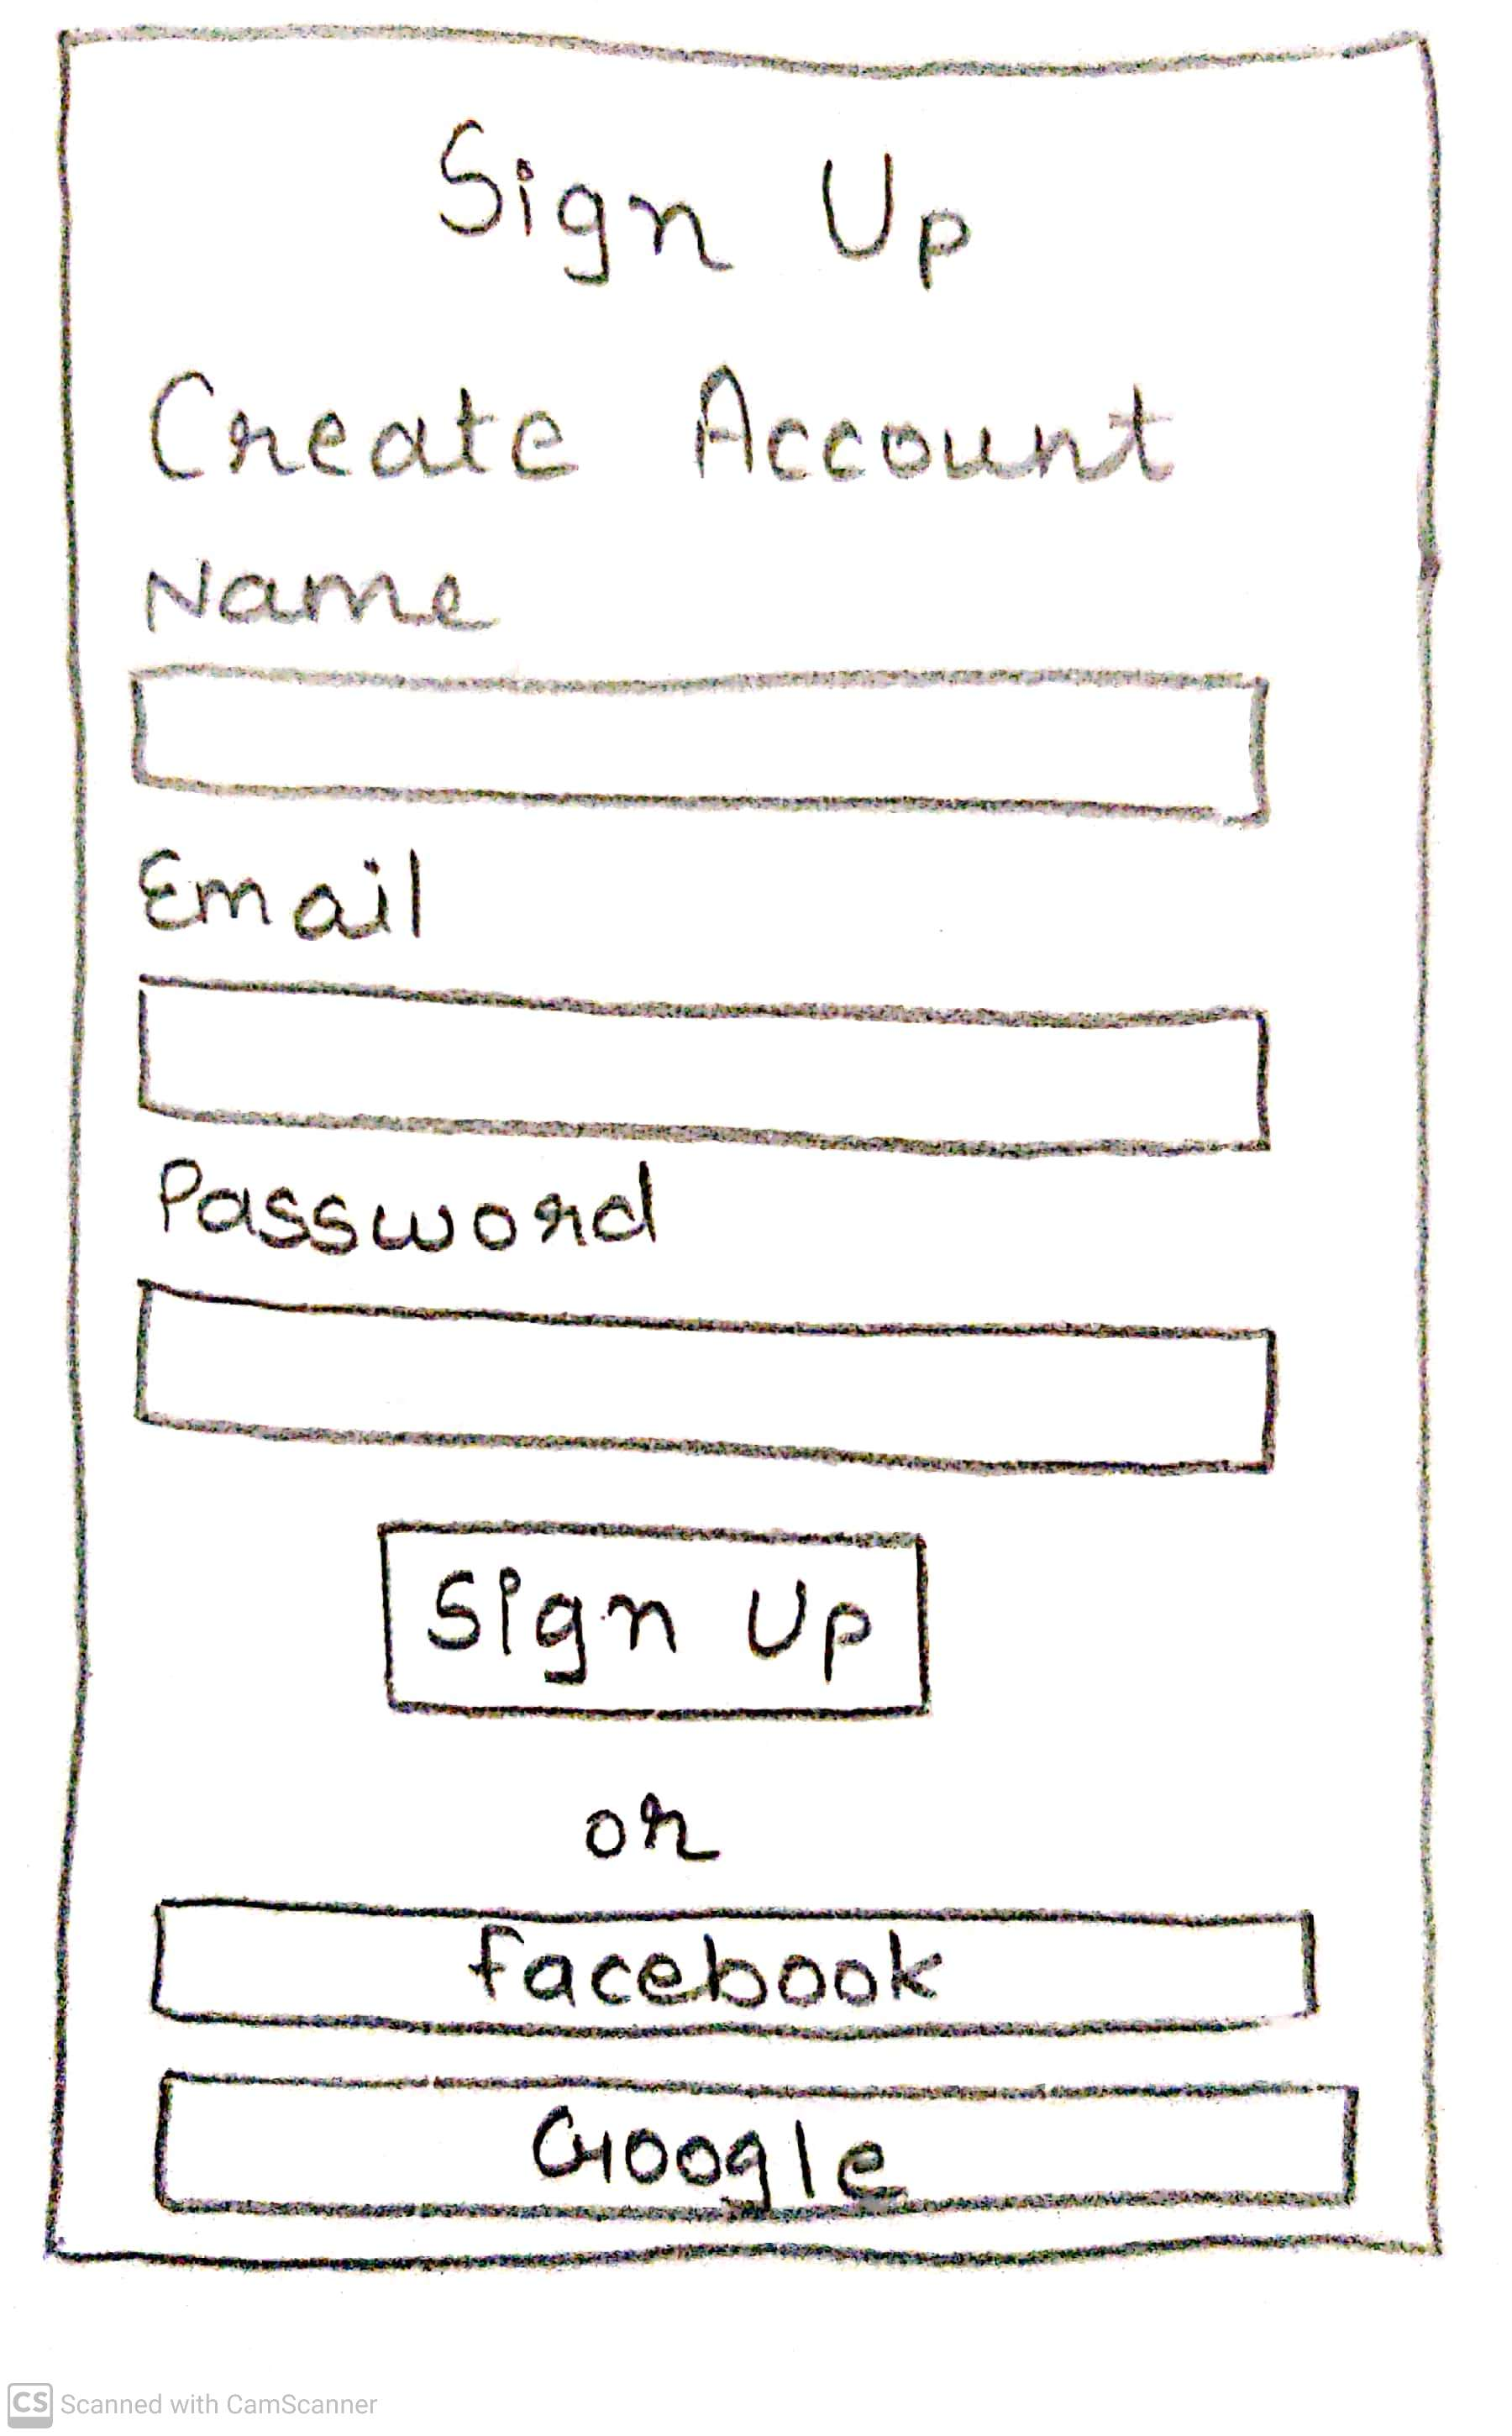 Sign Up
Create Account
Name
Email
Password
Sign Up
or
facebook
Google
CS Scanned with CamScanner